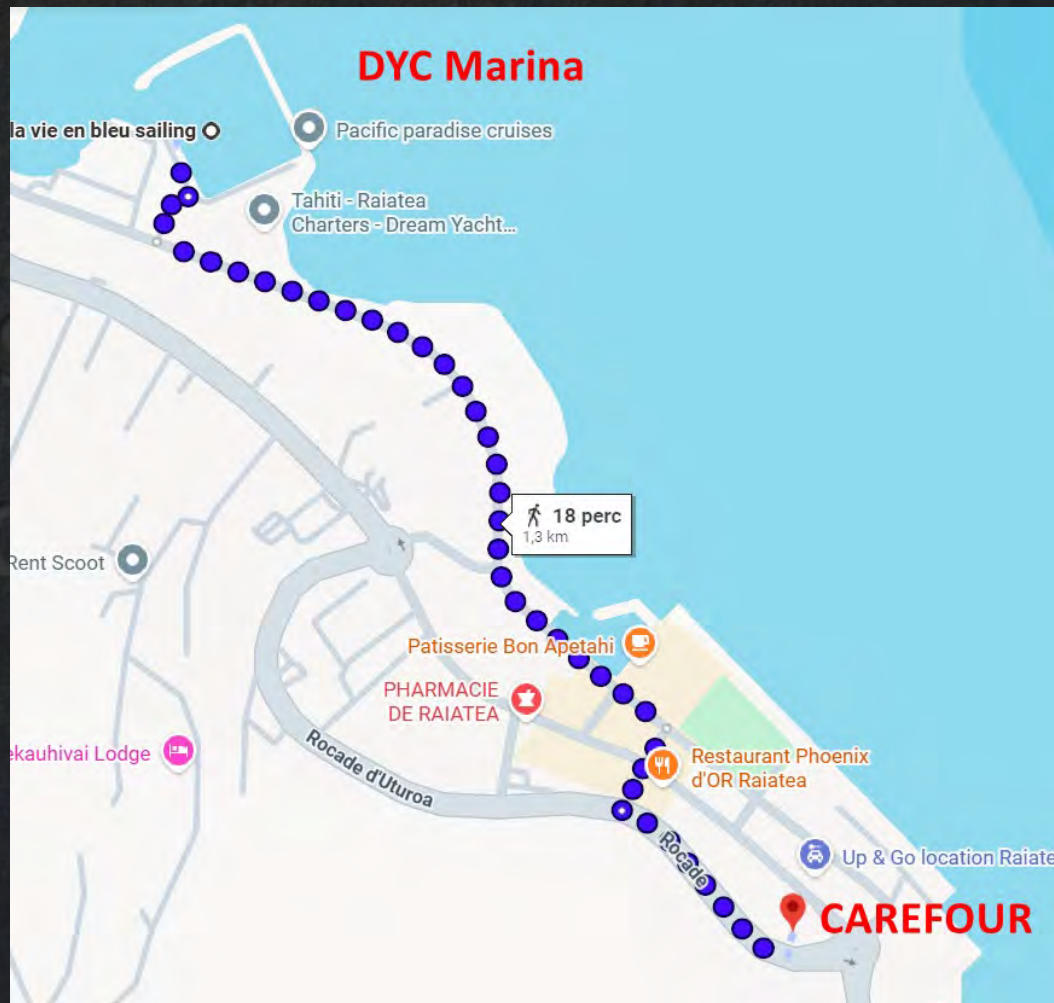 DYC Marina
la vie en bleu sailing
Pacific paradise cruises
Tahiti - Raiatea
Charters - Dream Yacht...
18 perc
1,3 km
Rent Scoot
Patisserie Bon Apetahi
PHARMACIE
DE RAIATEA
ekauhivai Lodge
Rocade d'Uturoa
Restaurant Phoenix
d'OR Raiatea
Rocade
Up & Go location Raiate
CAREFOUR